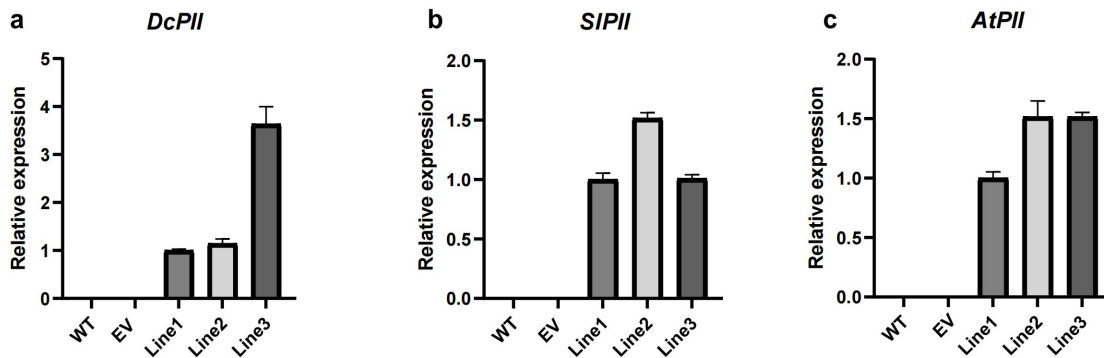 a
DcPII
Relative expression
5
4
3
2
1
0
WT
EV
Line1
Line2
Line3
b
SlPII
Relative expression
2.0
1.5
1.0
0.5
0.0
WT
EV
Line1
Line2
Line3
c
AtPII
Relative expression
2.0
1.5
1.0
0.5
0.0
WT
EV
Line1
Line2
Line3